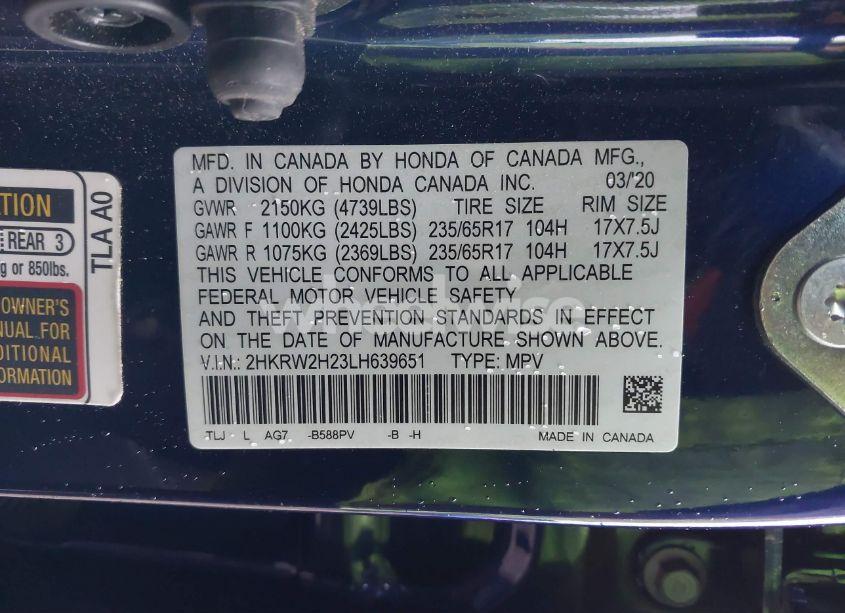 ATION
REAR 3
g or 850lbs.
OWNER'S
NUAL FOR
DITIONAL
FORMATION
TLA A0
MFD. IN CANADA BY HONDA OF CANADA MFG.,
A DIVISION OF HONDA CANADA INC. 03/'20
GVWR 2150KG (4739LBS) TIRE SIZE RIM SIZE
GAWR F 1100KG (2425LBS) 235/65R17 104H 17X7.5J
GAWR R 1075KG (2369LBS) 235/65R17 104H 17X7.5J
THIS VEHICLE CONFORMS TO ALL APPLICABLE
FEDERAL MOTOR VEHICLE SAFETY
AND THEFT PREVENTION STANDARDS IN EFFECT
ON THE DATE OF MANUFACTURE SHOWN ABOVE.
V.I.N: 2HKRW2H23LH639651 TYPE: MPV
TLJ L AG7 -B588PV -B -H MADE IN CANADA